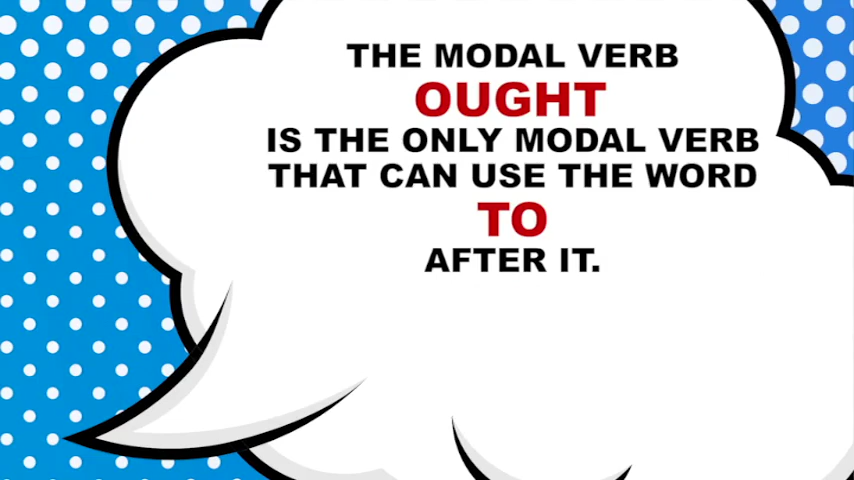 THE MODAL VERB
OUGHT
IS THE ONLY MODAL VERB
THAT CAN USE THE WORD
TO
AFTER IT.